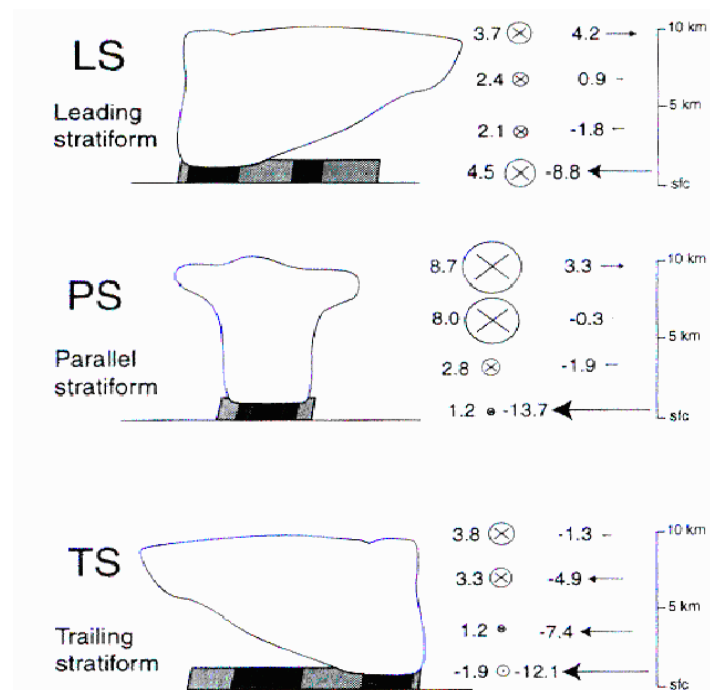 LS
Leading
stratiform
3.7 4.2 10 km
2.4 0.9
5 km
2.1 -1.8
4.5 -8.8
sfc
PS
Parallel
stratiform
8.7 3.3 10 km
8.0 -0.3
5 km
2.8 -1.9
1.2 -13.7
sfc
TS
Trailing
stratiform
3.8 -1.3 10 km
3.3 -4.9
5 km
1.2 -7.4
-1.9 -12.1
sfc